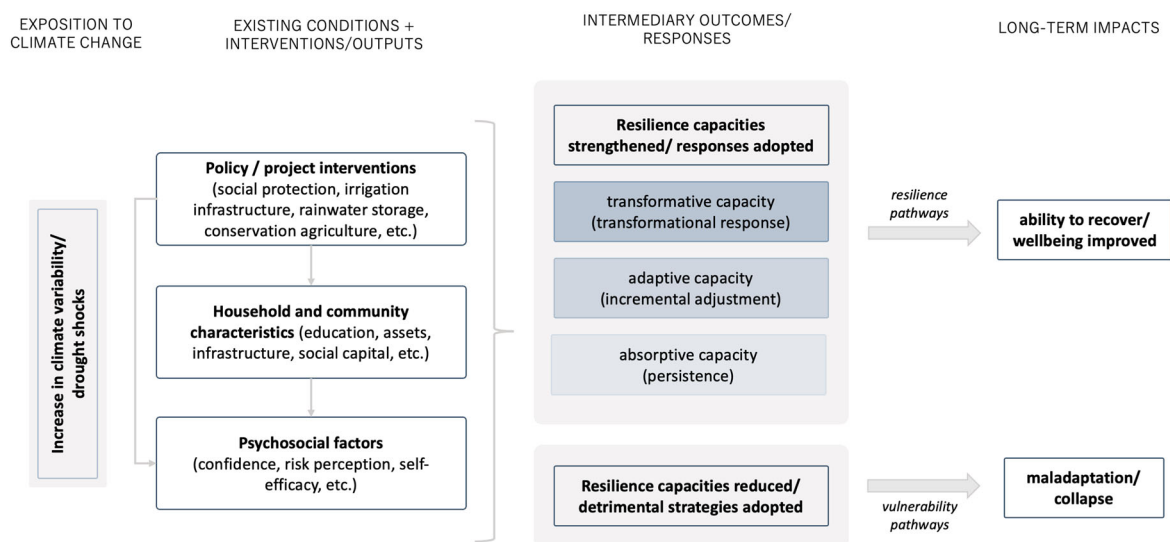 EXPOSITION TO
CLIMATE CHANGE
EXISTING CONDITIONS +
INTERVENTIONS/OUTPUTS
INTERMEDIARY OUTCOMES/
RESPONSES
LONG-TERM IMPACTS
Increase in climate variability/
drought shocks
Policy / project interventions
(social protection, irrigation
infrastructure, rainwater storage,
conservation agriculture, etc.)
Household and community
characteristics (education, assets,
infrastructure, social capital, etc.)
Psychosocial factors
(confidence, risk perception, self-
efficacy, etc.)
Resilience capacities
strengthened/ responses adopted
transformative capacity
(transformational response)
adaptive capacity
(incremental adjustment)
absorptive capacity
(persistence)
Resilience capacities reduced/
detrimental strategies adopted
resilience
pathways
vulnerability
pathways
ability to recover/
wellbeing improved
maladaptation/
collapse